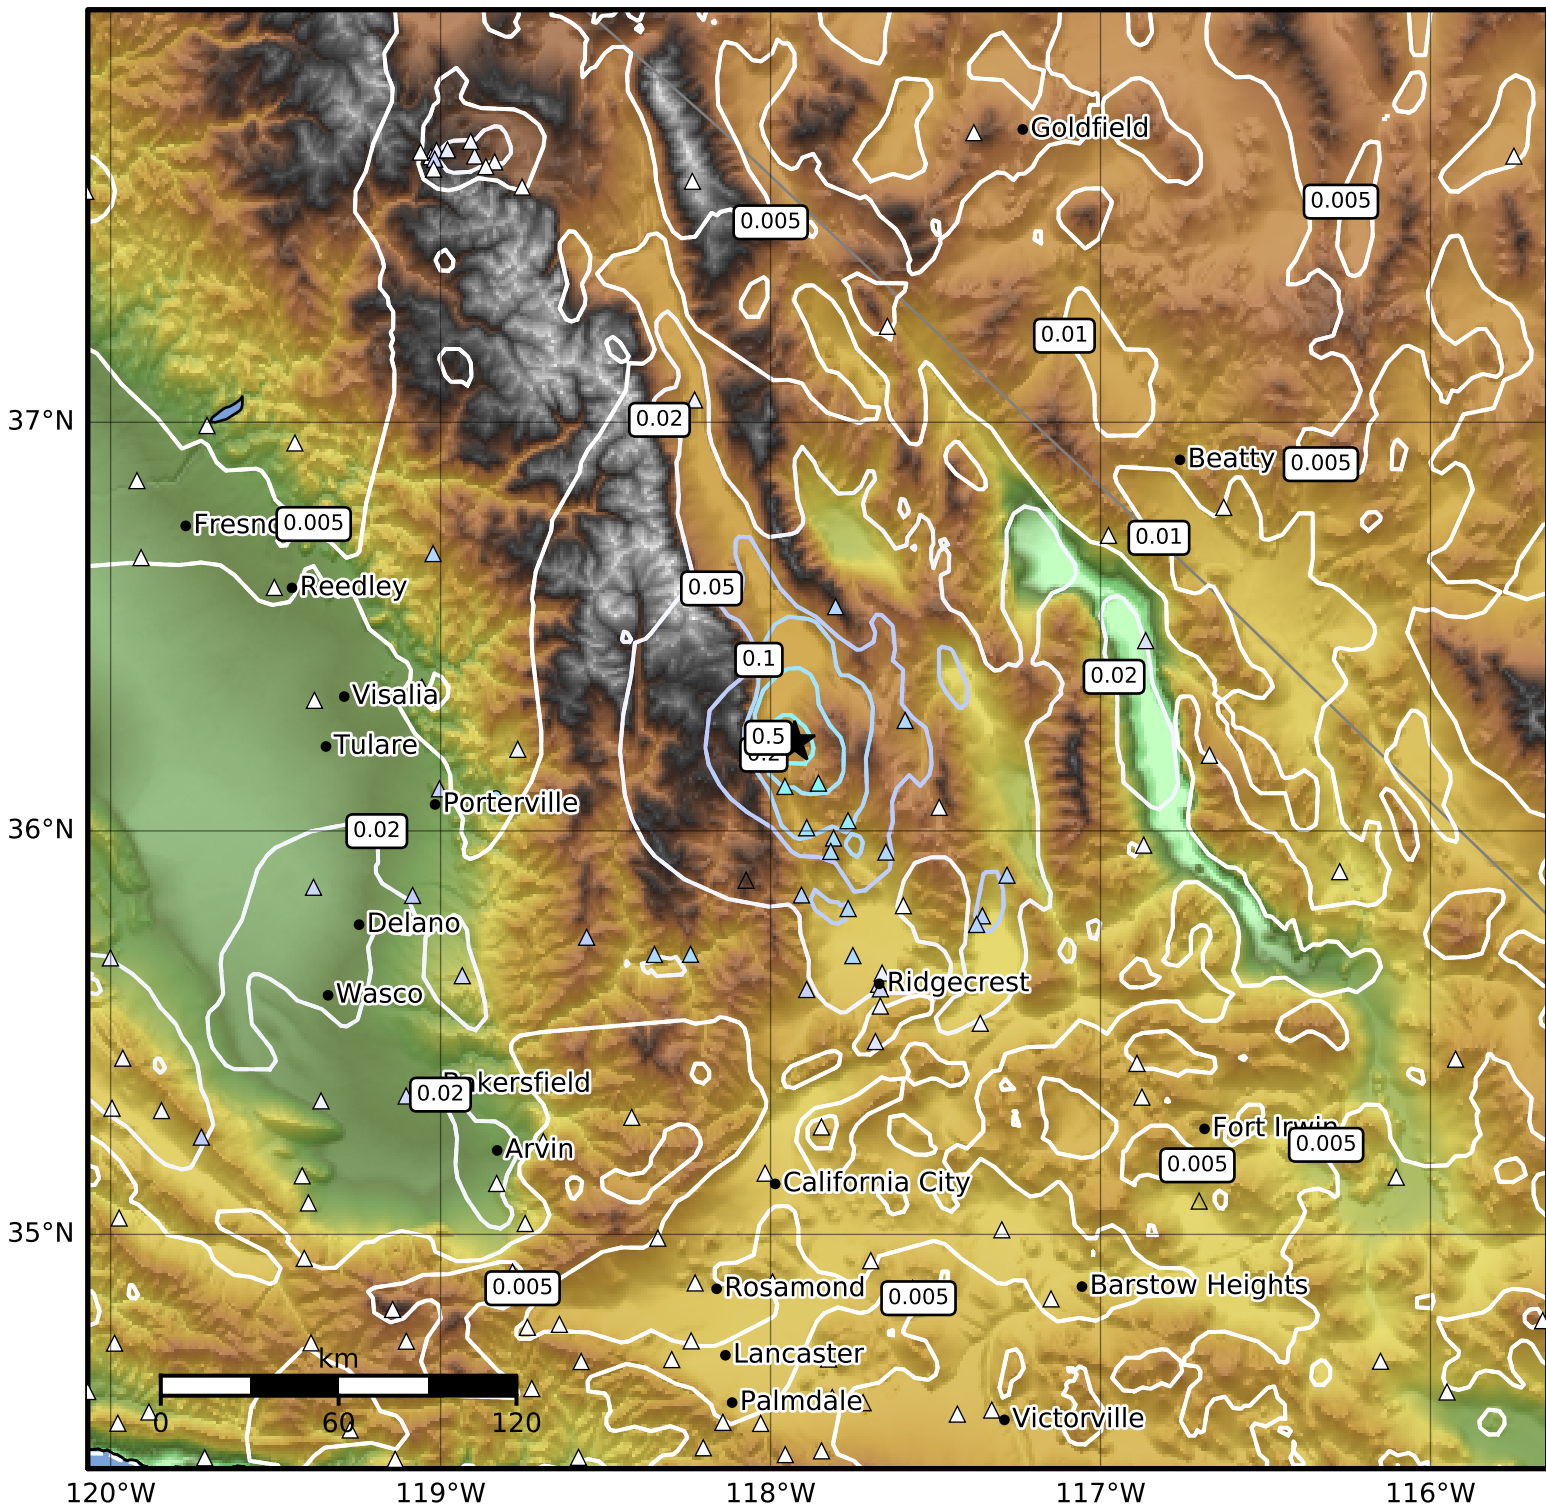 Goldfield
0.005
0.005
0.01
37°N
0.02
Beatty
0.005
Fresno
0.005
0.01
Reedley
0.05
0.1
0.02
Visalia
Tulare
0.5
0.2
Porterville
36°N
0.02
Delano
Ridgecrest
Wasco
Bakersfield
0.02
Fort Irwin
0.005
0.005
Arvin
California City
35°N
0.005
Rosamond
0.005
Barstow Heights
Lancaster
km
Palmdale
Victorville
0 60 120
120°W 119°W 118°W 117°W 116°W